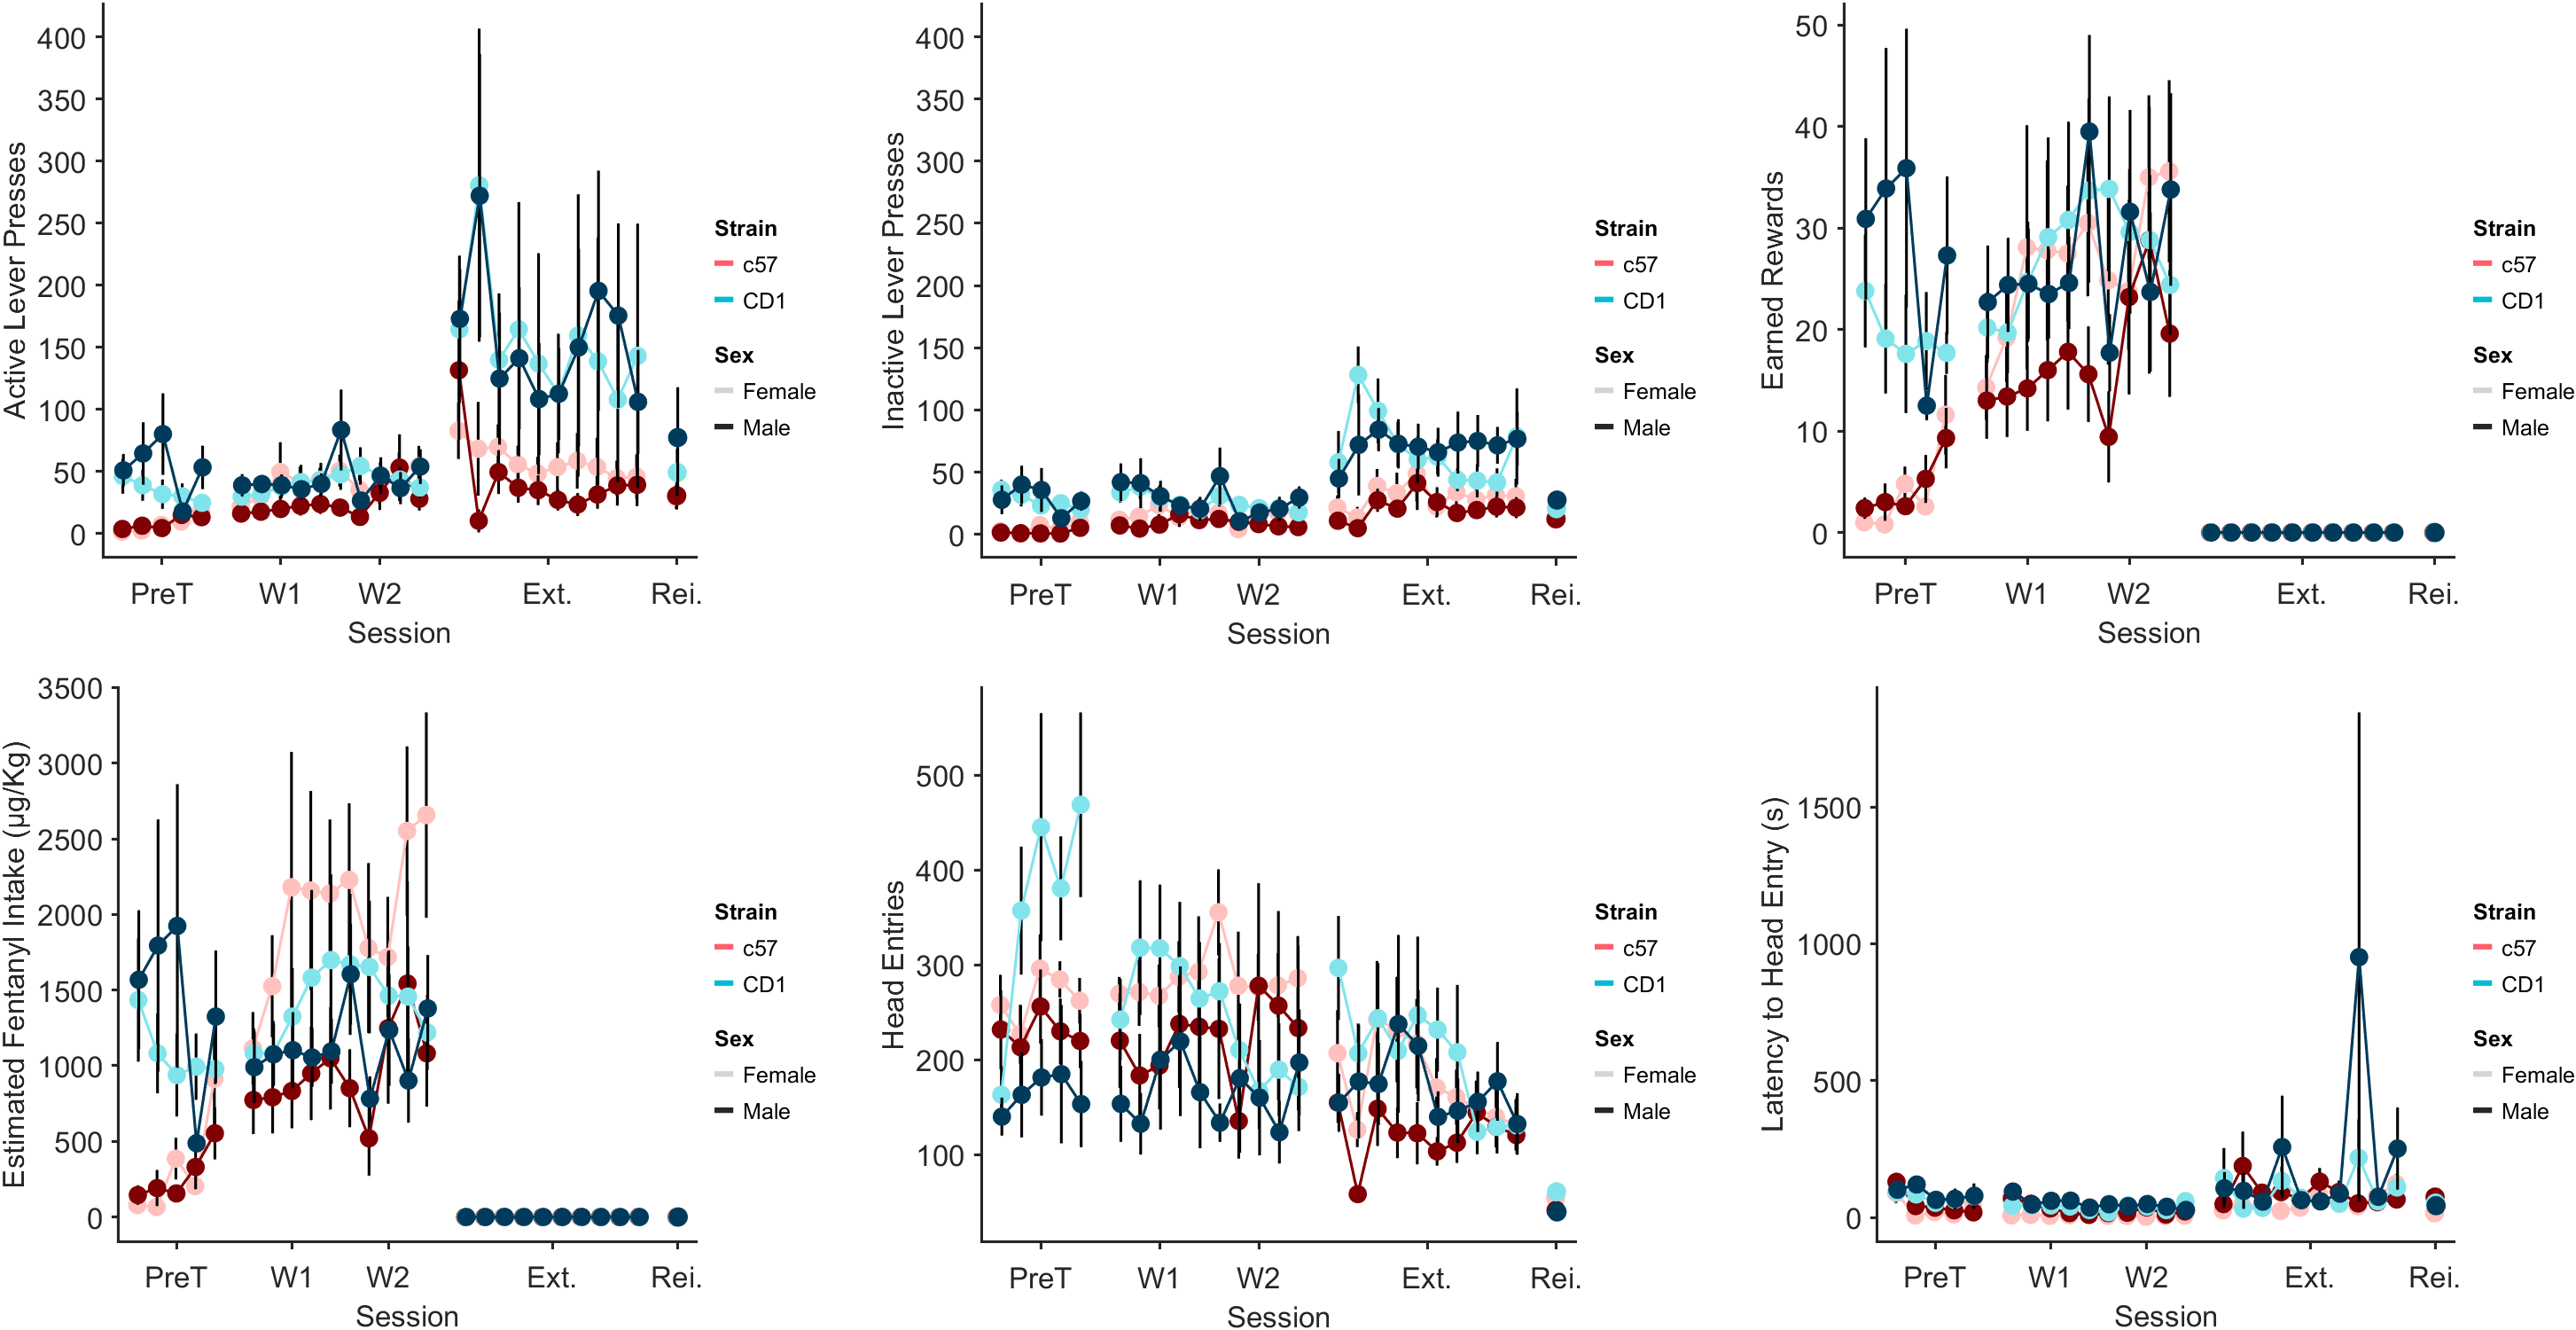 Active Lever Presses
400
350
300
250
200
150
100
50
0
PreT W1 W2 Ext. Rei.
Session
Strain
c57
CD1
Sex
Female
Male
Inactive Lever Presses
400
350
300
250
200
150
100
50
0
PreT W1 W2 Ext. Rei.
Session
Strain
c57
CD1
Sex
Female
Male
Earned Rewards
50
40
30
20
10
0
PreT W1 W2 Ext. Rei.
Session
Strain
c57
CD1
Sex
Female
Male
Estimated Fentanyl Intake (µg/Kg)
3500
3000
2500
2000
1500
1000
500
0
PreT W1 W2 Ext. Rei.
Session
Strain
c57
CD1
Sex
Female
Male
Head Entries
500
400
300
200
100
PreT W1 W2 Ext. Rei.
Session
Strain
c57
CD1
Sex
Female
Male
Latency to Head Entry (s)
1500
1000
500
0
PreT W1 W2 Ext. Rei.
Session
Strain
c57
CD1
Sex
Female
Male